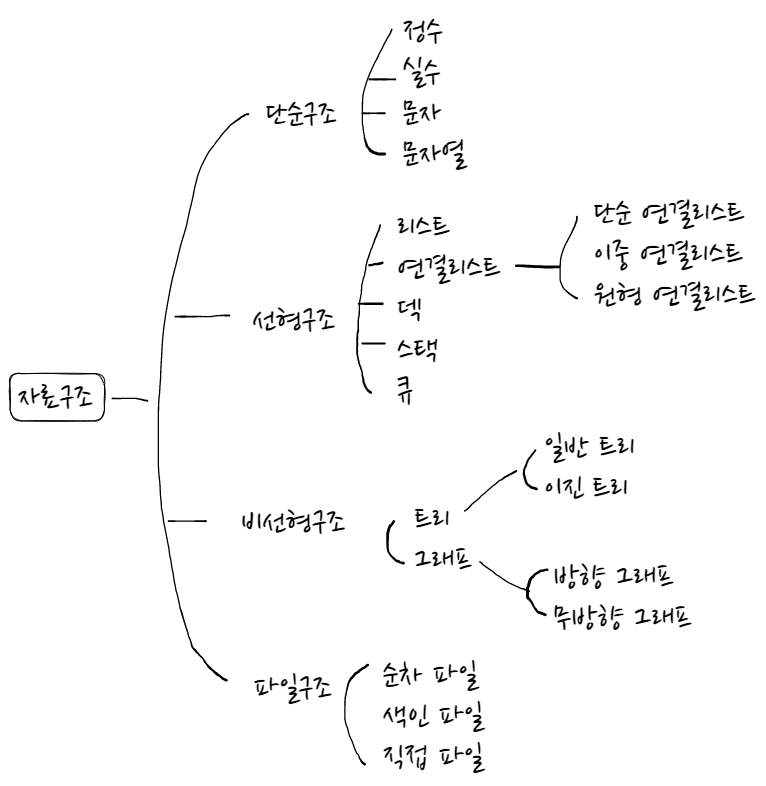 자료구조
단순구조
정수
실수
문자
문자열
선형구조
리스트
연결리스트
단순 연결리스트
이중 연결리스트
원형 연결리스트
덱
스택
큐
비선형구조
트리
일반 트리
이진 트리
그래프
방향 그래프
무방향 그래프
파일구조
순차 파일
색인 파일
직접 파일